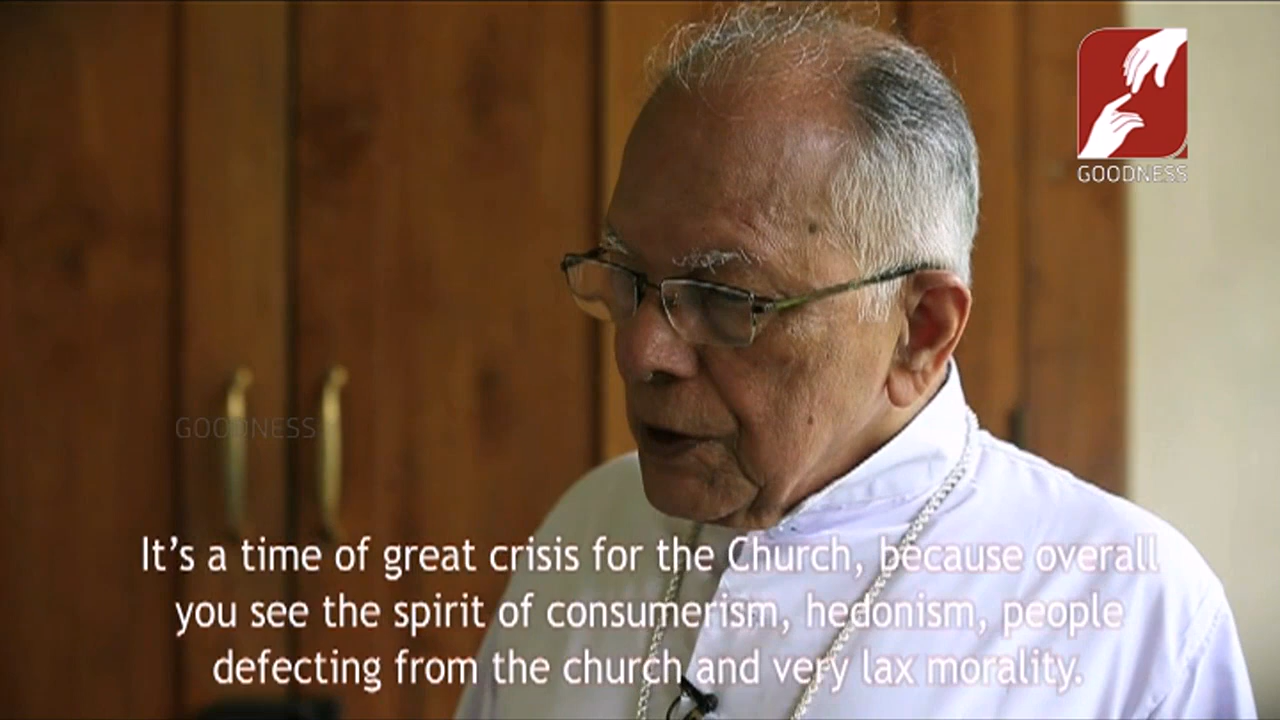 GOODNESS
GOODNESS
It’s a time of great crisis for the Church, because overall
you see the spirit of consumerism, hedonism, people
defecting from the church and very lax morality.